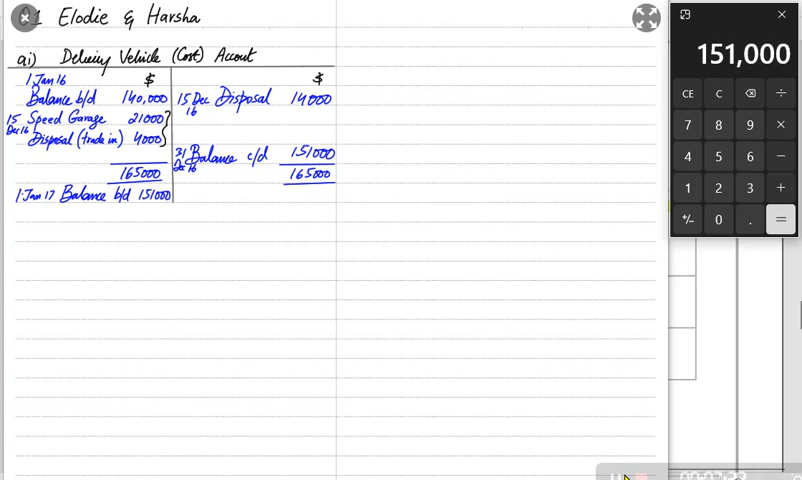 Q1 Elodie & Harsha
ai) Delivery Vehicle (Cost) Account
1 Jan 16 $ $
Balance b/d 140,000 15 Dec 16 Disposal 14000
15 Dec 16 Speed Garage 21000
Disposal (trade in) 4000
31 Dec 16 Balance c/d 151000
165000 165000
1 Jan 17 Balance b/d 151000
151,000
CE C ⌫ ÷
7 8 9 ×
4 5 6 −
1 2 3 +
+/− 0 . =